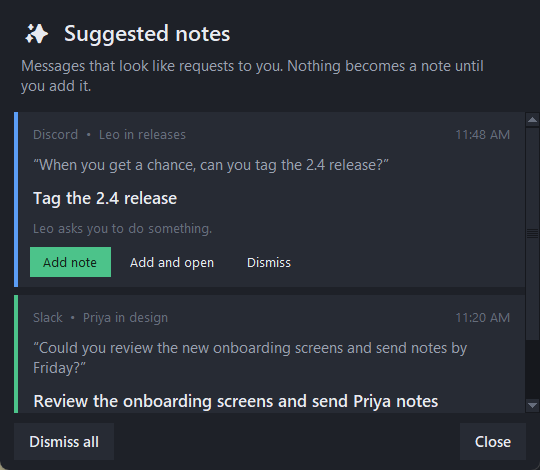 Suggested notes
Messages that look like requests to you. Nothing becomes a note until
you add it.
Discord • Leo in releases 11:48 AM
“When you get a chance, can you tag the 2.4 release?”
Tag the 2.4 release
Leo asks you to do something.
Add note Add and open Dismiss
Slack • Priya in design 11:20 AM
“Could you review the new onboarding screens and send notes by
Friday?”
Review the onboarding screens and send Priya notes
Dismiss all Close